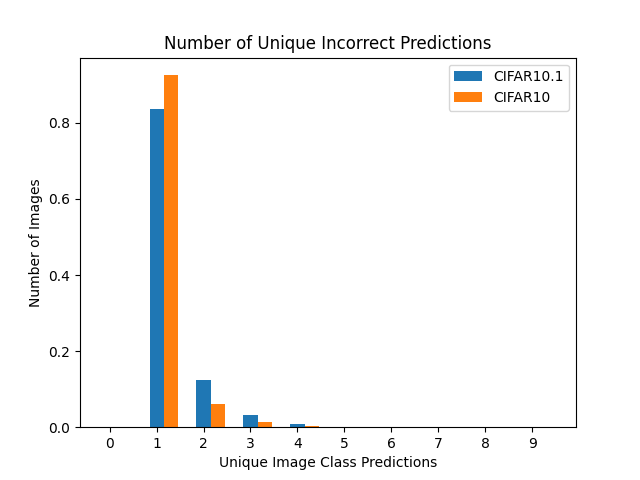 Number of Unique Incorrect Predictions
CIFAR10.1
CIFAR10
Number of Images
0.8
0.6
0.4
0.2
0.0
0 1 2 3 4 5 6 7 8 9
Unique Image Class Predictions